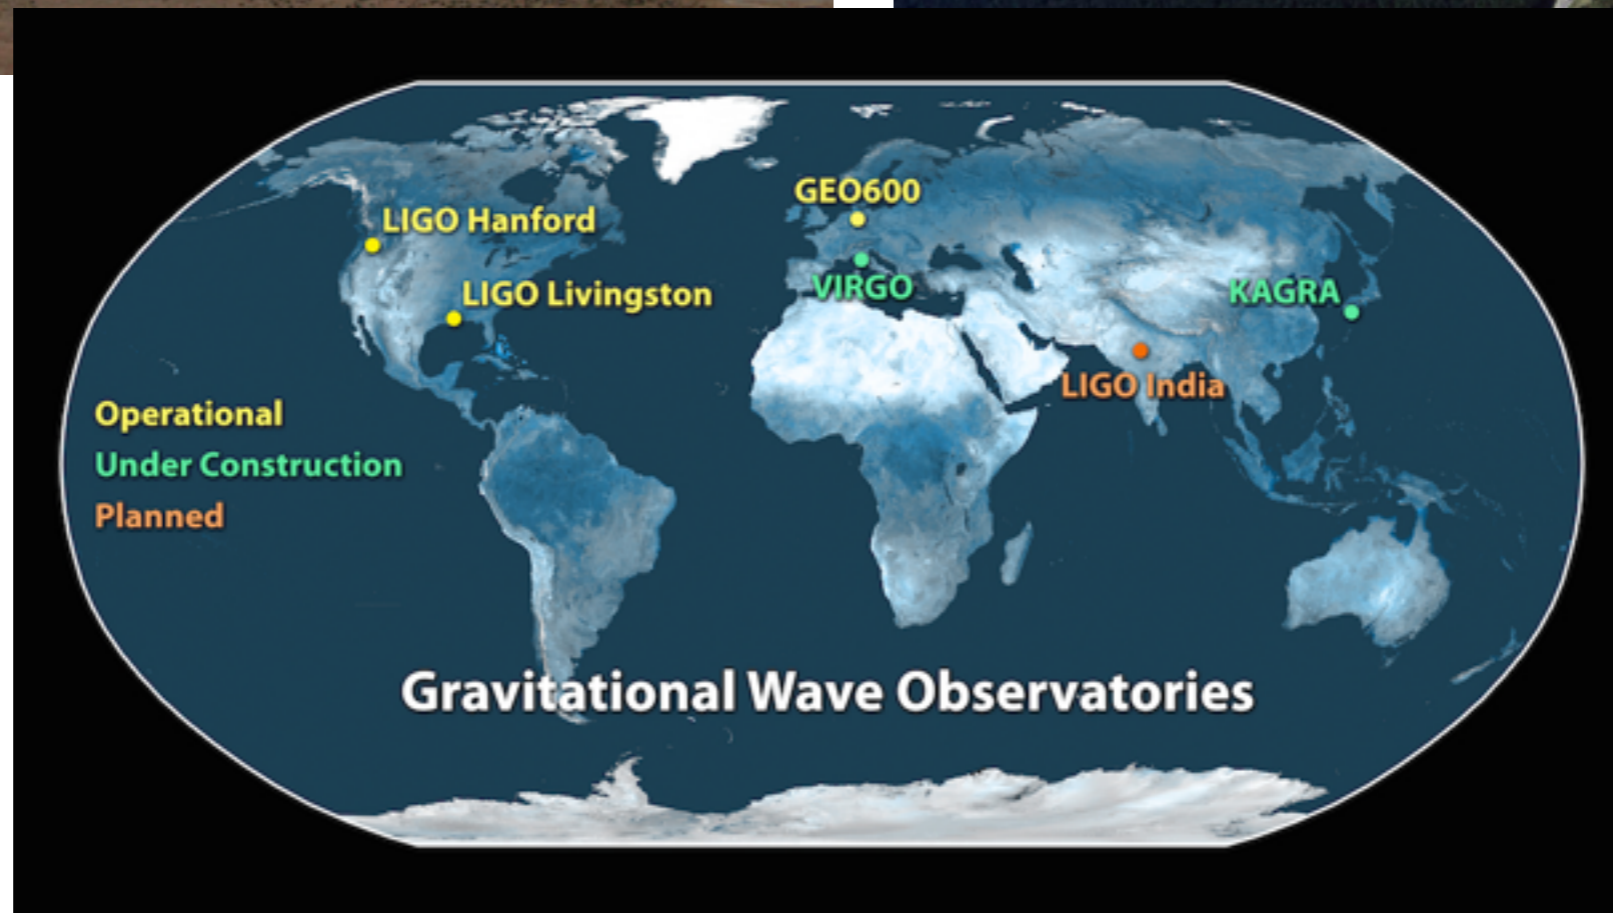 GEO600
LIGO Hanford
VIRGO
KAGRA
LIGO Livingston
LIGO India
Operational
Under Construction
Planned
Gravitational Wave Observatories